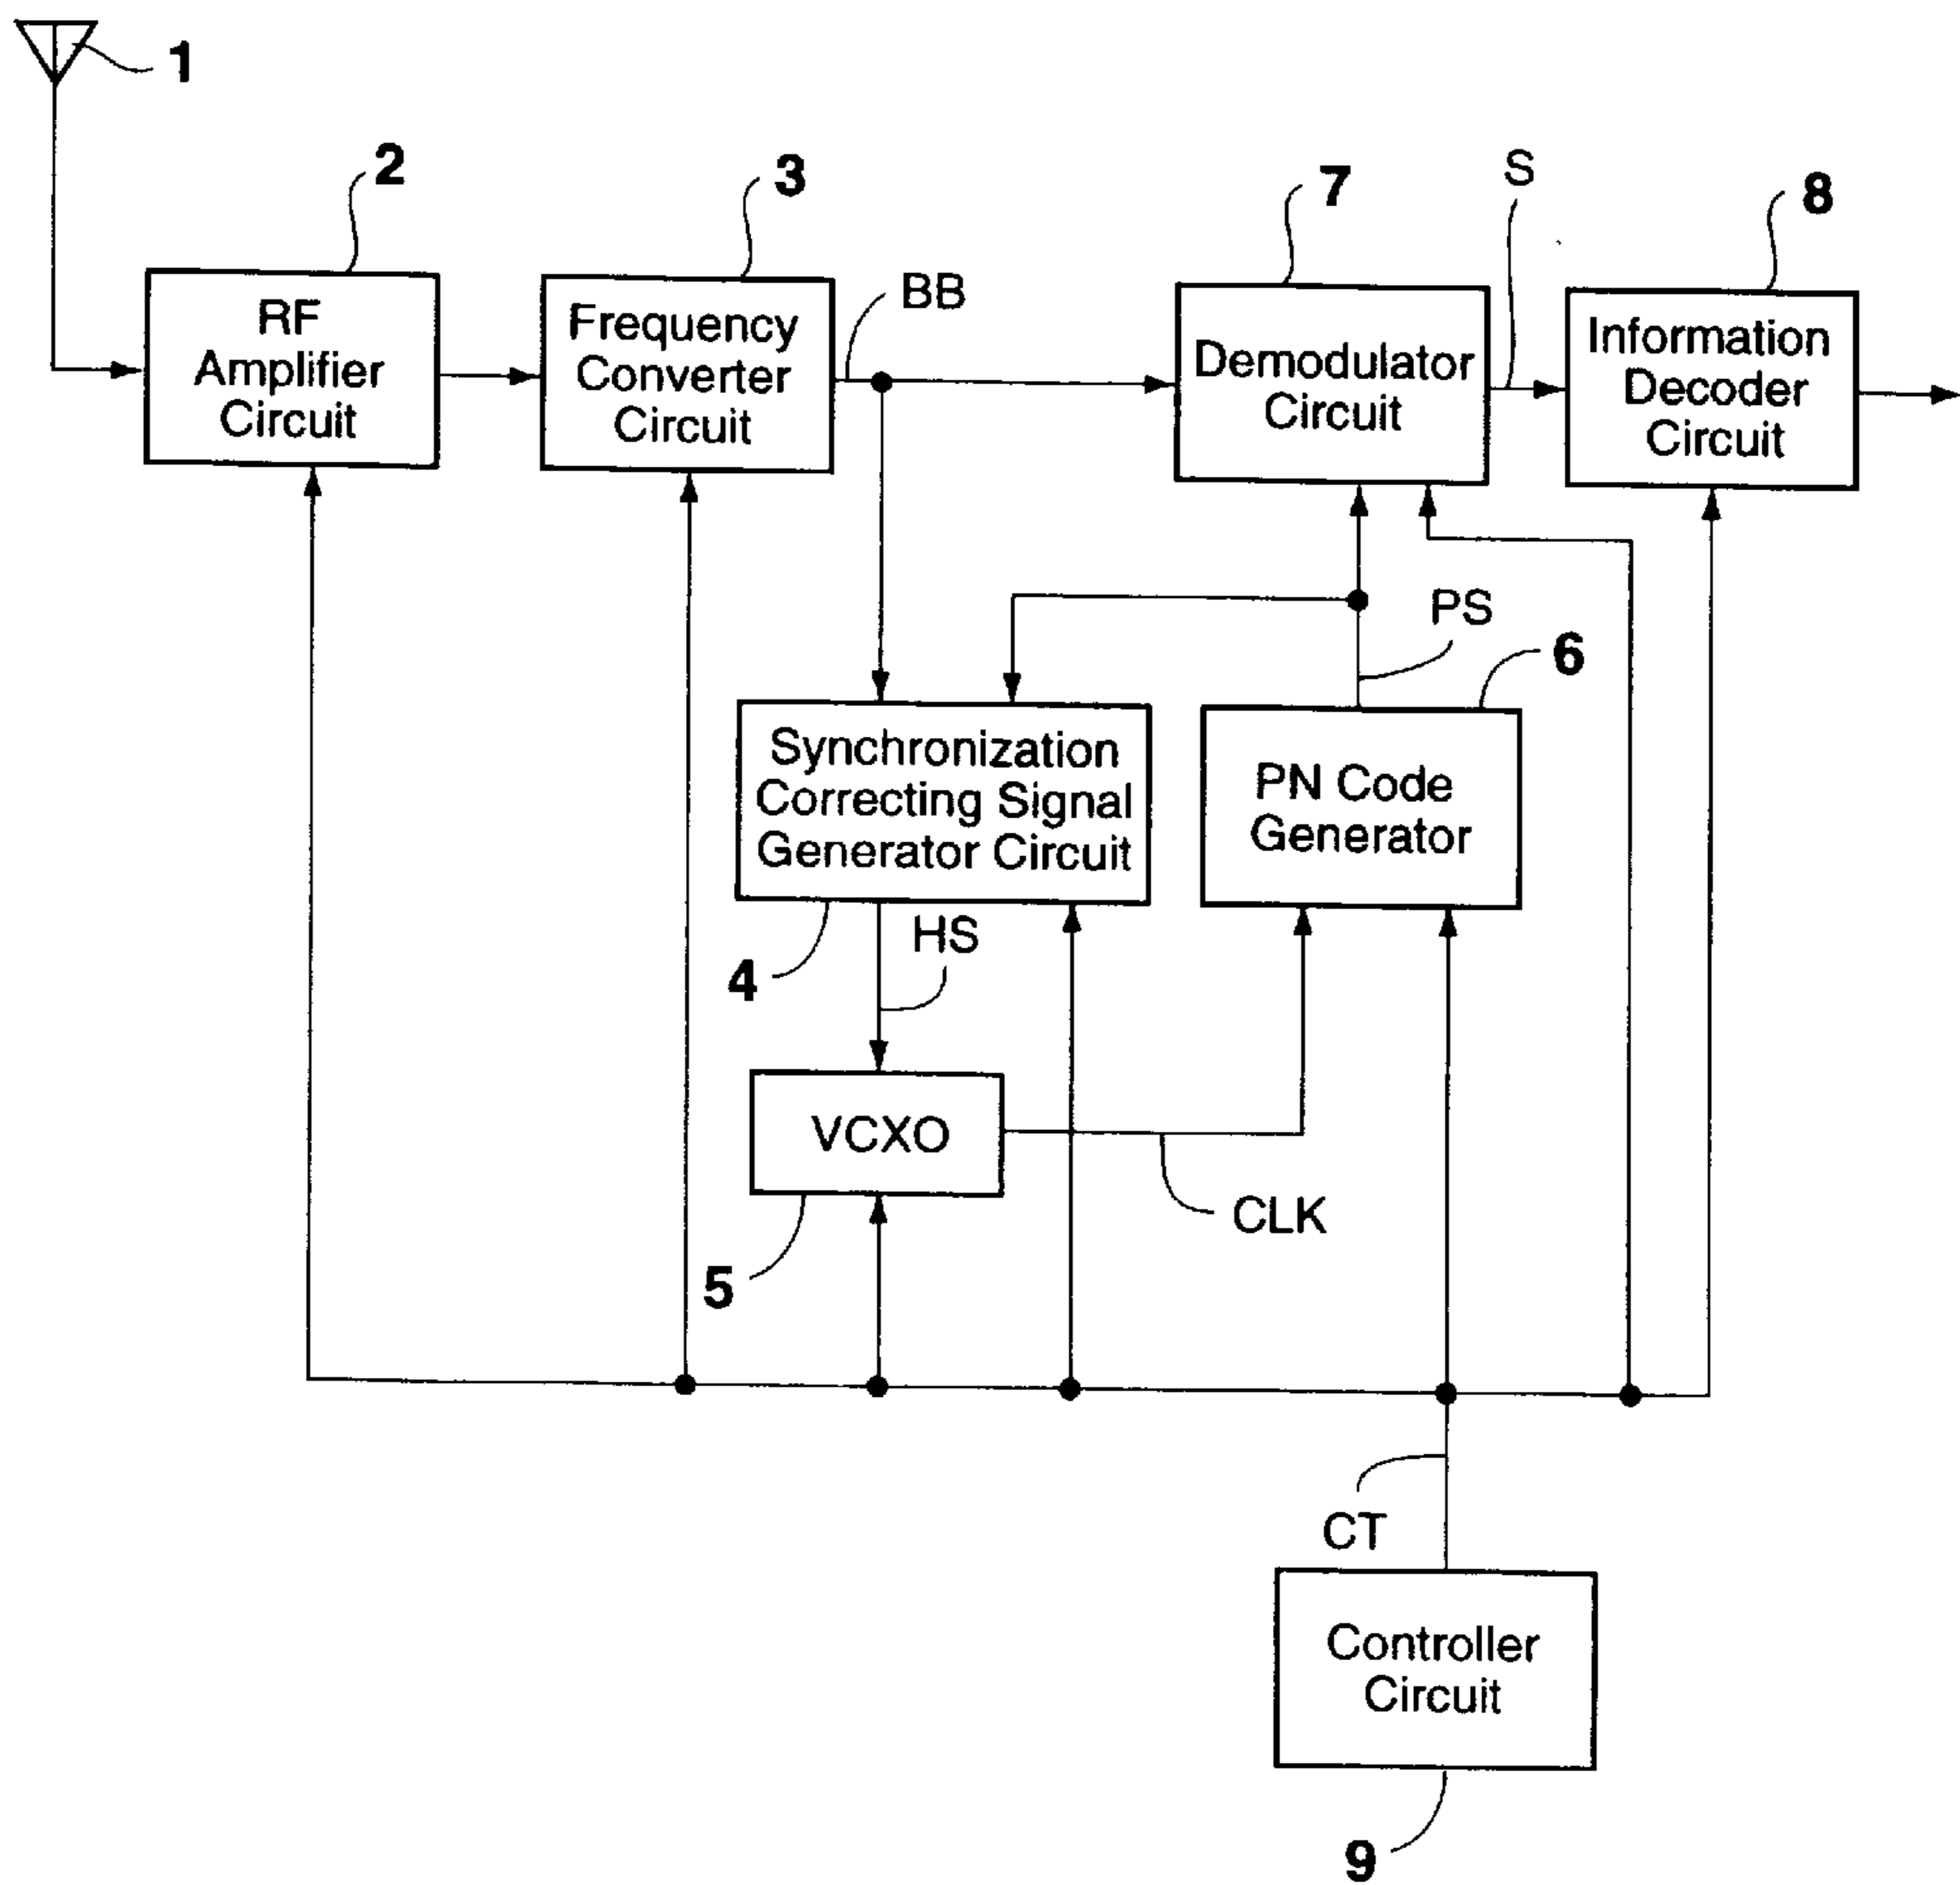 1
2
3
7
S
8
BB
RF
Amplifier
Circuit
Frequency
Converter
Circuit
Demodulator
Circuit
Information
Decoder
Circuit
PS
6
Synchronization
Correcting Signal
Generator Circuit
PN Code
Generator
HS
4
VCXO
CLK
5
CT
Controller
Circuit
9